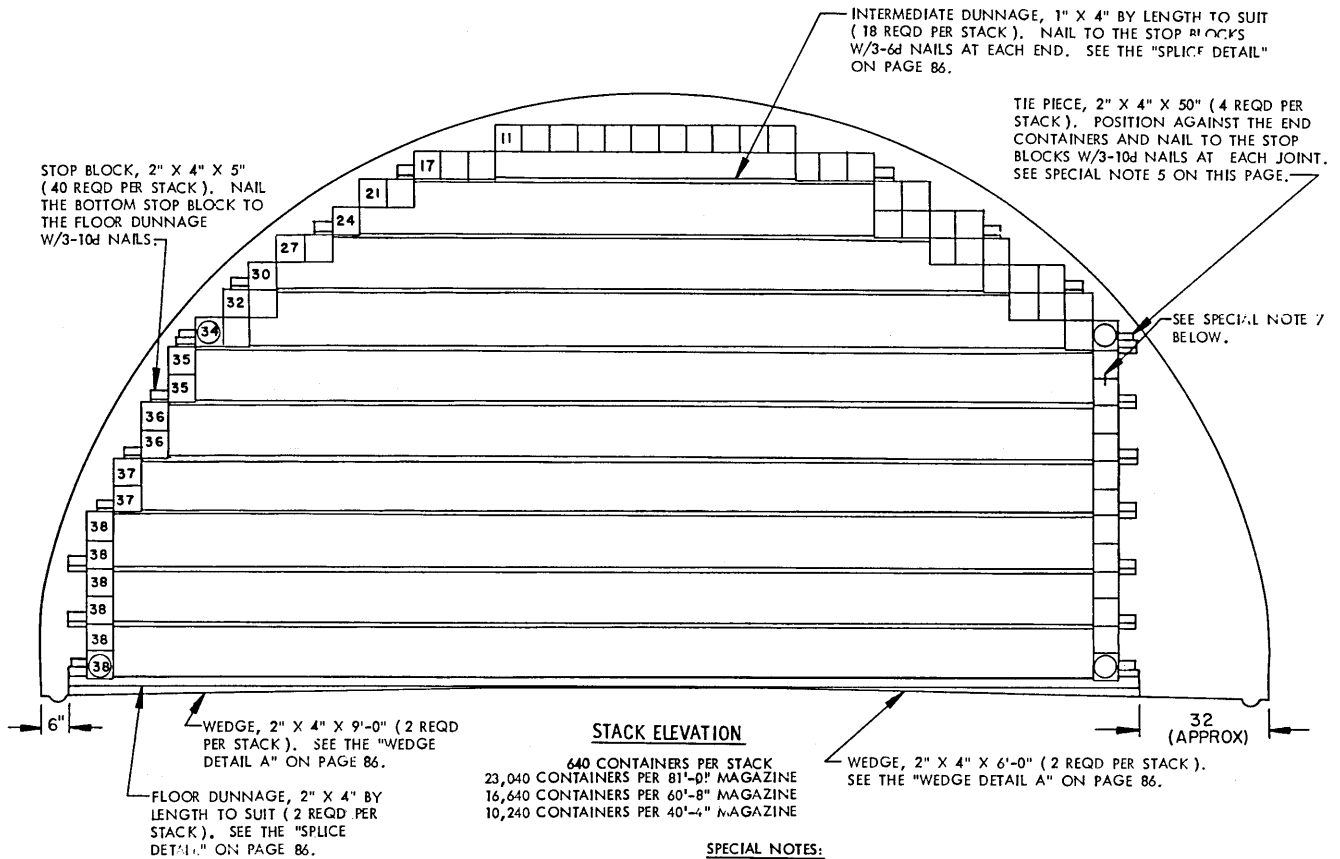 INTERMEDIATE DUNNAGE, 1" X 4" BY LENGTH TO SUIT
( 18 REQD PER STACK ). NAIL TO THE STOP BLOCKS
W/3-6d NAILS AT EACH END. SEE THE "SPLICE DETAIL"
ON PAGE 86.
TIE PIECE, 2" X 4" X 50" ( 4 REQD PER
STACK ). POSITION AGAINST THE END
CONTAINERS AND NAIL TO THE STOP
BLOCKS W/3-10d NAILS AT EACH JOINT.
SEE SPECIAL NOTE 5 ON THIS PAGE.
STOP BLOCK, 2" X 4" X 5"
( 40 REQD PER STACK ). NAIL
THE BOTTOM STOP BLOCK TO
THE FLOOR DUNNAGE
W/3-10d NAILS.
11
17
21
24
27
30
32
34
35
35
36
36
37
37
38
38
38
38
38
38
SEE SPECIAL NOTE 7
BELOW.
6"
32
(APPROX)
WEDGE, 2" X 4" X 9'-0" ( 2 REQD
PER STACK ). SEE THE "WEDGE
DETAIL A" ON PAGE 86.
FLOOR DUNNAGE, 2" X 4" BY
LENGTH TO SUIT ( 2 REQD PER
STACK ). SEE THE "SPLICE
DETAIL" ON PAGE 86.
STACK ELEVATION
640 CONTAINERS PER STACK
23,040 CONTAINERS PER 81'-0" MAGAZINE
16,640 CONTAINERS PER 60'-8" MAGAZINE
10,240 CONTAINERS PER 40'-4" MAGAZINE
WEDGE, 2" X 4" X 6'-0" ( 2 REQD PER STACK ).
SEE THE "WEDGE DETAIL A" ON PAGE 86.
SPECIAL NOTES: